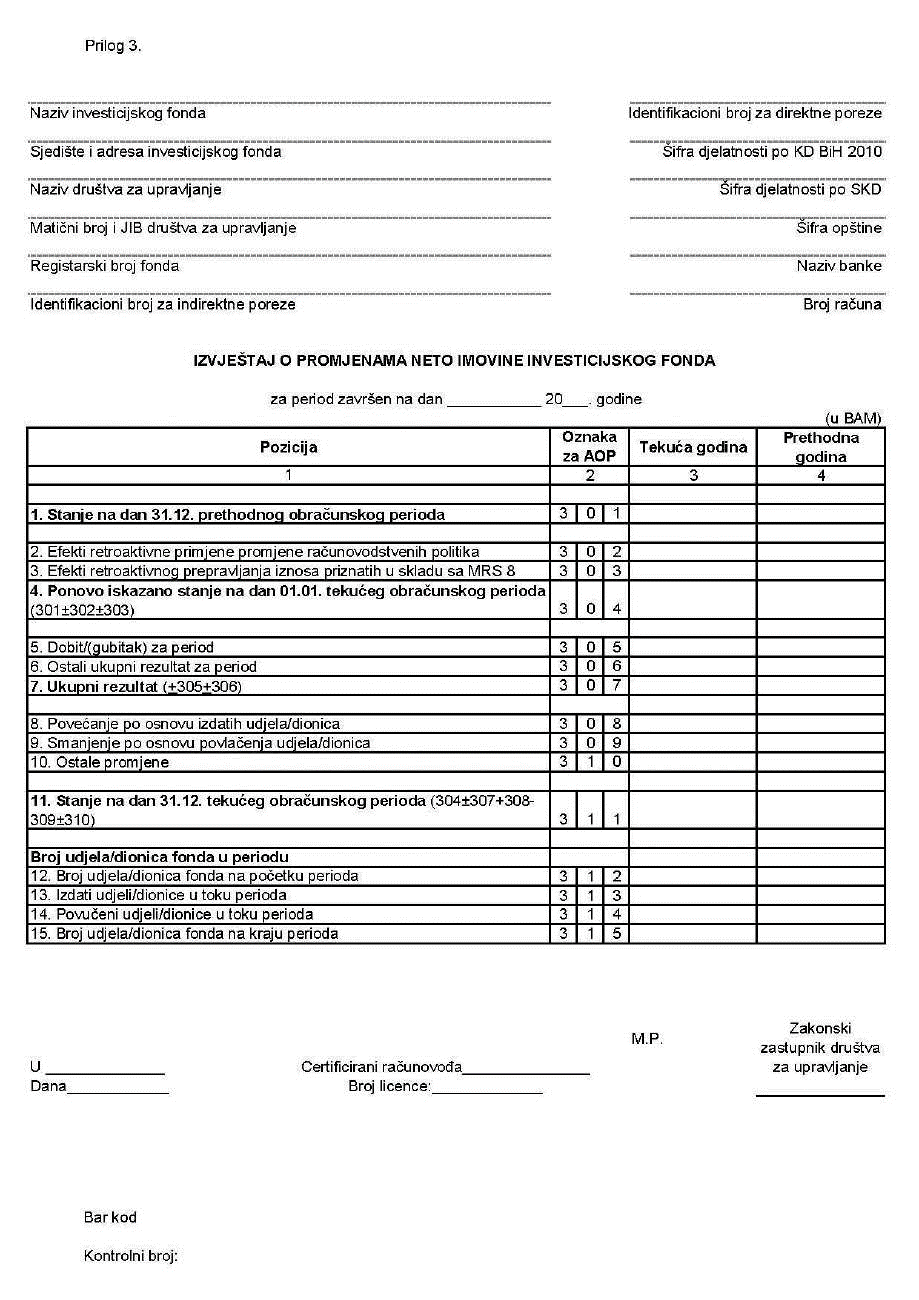 Prilog 3.
Naziv investicijskog fonda Identifikacioni broj za direktne poreze
Sjedište i adresa investicijskog fonda Šifra djelatnosti po KD BiH 2010
Naziv društva za upravljanje Šifra djelatnosti po SKD
Matični broj i JIB društva za upravljanje Šifra opštine
Registarski broj fonda Naziv banke
Identifikacioni broj za indirektne poreze Broj računa
IZVJEŠTAJ O PROMJENAMA NETO IMOVINE INVESTICIJSKOG FONDA
za period završen na dan ___________ 20___. godine
(u BAM)
Pozicija Oznaka za AOP Tekuća godina Prethodna godina
1 2 3 4
1. Stanje na dan 31.12. prethodnog obračunskog perioda 3 0 1
2. Efekti retroaktivne primjene promjene računovodstvenih politika 3 0 2
3. Efekti retroaktivnog prepravljanja iznosa priznatih u skladu sa MRS 8 3 0 3
4. Ponovo iskazano stanje na dan 01.01. tekućeg obračunskog perioda
(301±302±303) 3 0 4
5. Dobit/(gubitak) za period 3 0 5
6. Ostali ukupni rezultat za period 3 0 6
7. Ukupni rezultat (±305±306) 3 0 7
8. Povećanje po osnovu izdatih udjela/dionica 3 0 8
9. Smanjenje po osnovu povlačenja udjela/dionica 3 0 9
10. Ostale promjene 3 1 0
11. Stanje na dan 31.12. tekućeg obračunskog perioda (304±307+308-
309±310) 3 1 1
Broj udjela/dionica fonda u periodu
12. Broj udjela/dionica fonda na početku perioda 3 1 2
13. Izdati udjeli/dionice u toku perioda 3 1 3
14. Povučeni udjeli/dionice u toku perioda 3 1 4
15. Broj udjela/dionica fonda na kraju perioda 3 1 5
M.P.
Zakonski
zastupnik društva
za upravljanje
U ______________ Certificirani računovođa_______________
Dana____________ Broj licence:_____________
Bar kod
Kontrolni broj: